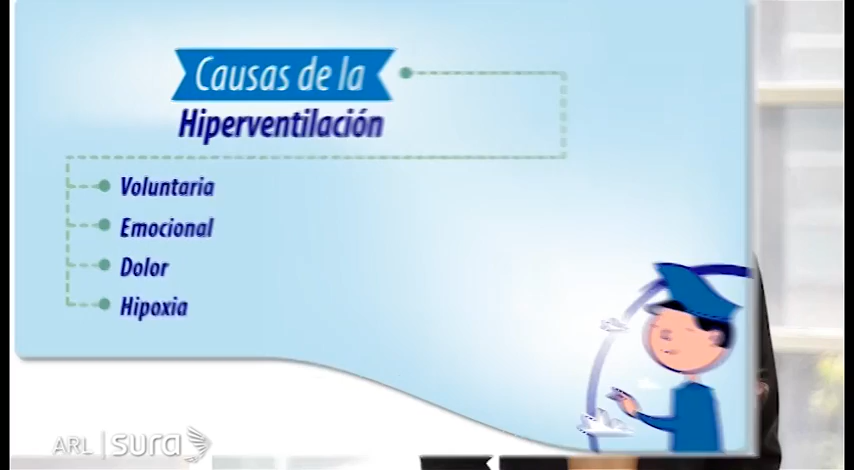 Causas de la
Hiperventilación
Voluntaria
Emocional
Dolor
Hipoxia
ARL | sura